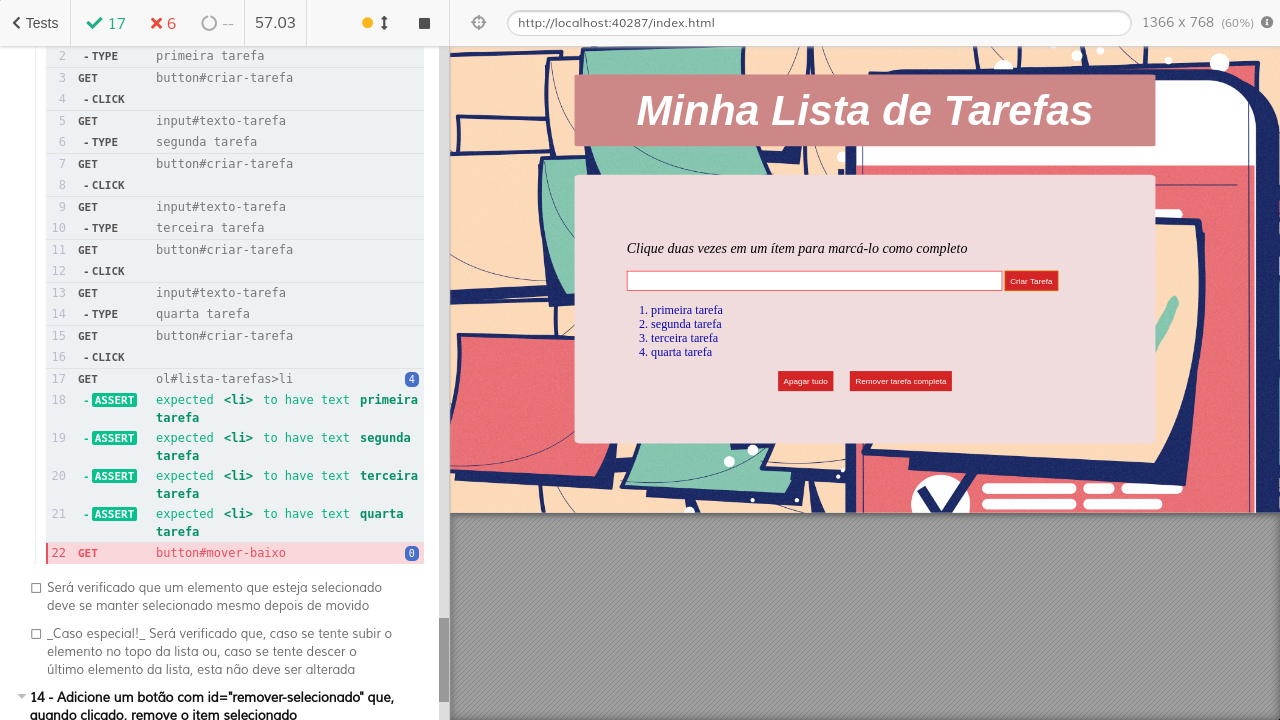 Tests 17 6 -- 57.03
http://localhost:40287/index.html 1366 x 768 (60%)
2 - TYPE primeira tarefa
3 GET button#criar-tarefa
4 - CLICK
5 GET input#texto-tarefa
6 - TYPE segunda tarefa
7 GET button#criar-tarefa
8 - CLICK
9 GET input#texto-tarefa
10 - TYPE terceira tarefa
11 GET button#criar-tarefa
12 - CLICK
13 GET input#texto-tarefa
14 - TYPE quarta tarefa
15 GET button#criar-tarefa
16 - CLICK
17 GET ol#lista-tarefas>li 4
18 - ASSERT expected <li> to have text primeira
tarefa
19 - ASSERT expected <li> to have text segunda
tarefa
20 - ASSERT expected <li> to have text terceira
tarefa
21 - ASSERT expected <li> to have text quarta
tarefa
22 GET button#mover-baixo 0
Será verificado que um elemento que esteja selecionado
deve se manter selecionado mesmo depois de movido
_Caso especial!_ Será verificado que, caso se tente subir o
elemento no topo da lista ou, caso se tente descer o
último elemento da lista, esta não deve ser alterada
14 - Adicione um botão com id="remover-selecionado" que,
quando clicado, remove o item selecionado
Minha Lista de Tarefas
Clique duas vezes em um ítem para marcá-lo como completo
Criar Tarefa
1. primeira tarefa
2. segunda tarefa
3. terceira tarefa
4. quarta tarefa
Apagar tudo Remover tarefa completa